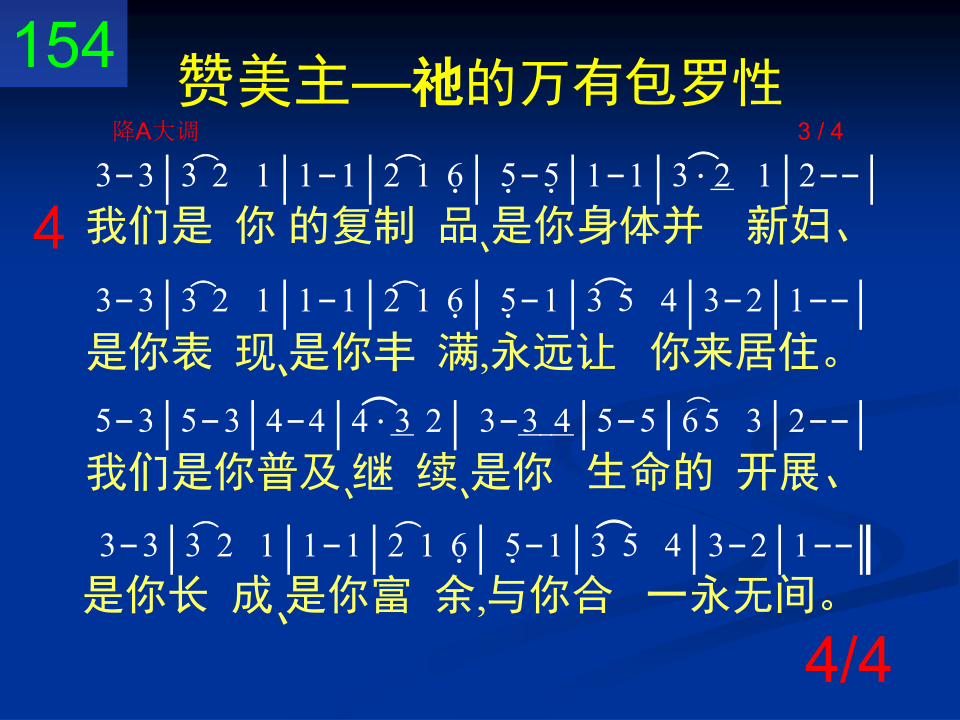 154
赞美主—祂的万有包罗性
降A大调 3 / 4
3-3|3 2 1|1-1|2 1 6̣| 5̣-5̣|1-1|3·2 1|2--|
4 我们是 你 的复制 品、是你身体并 新妇、
3-3|3 2 1|1-1|2 1 6̣| 5̣-1|3 5 4|3-2|1--|
是你表 现、是你丰 满,永远让 你来居住。
5-3|5-3|4-4|4·3 2| 3-3 4|5-5|65 3|2--|
我们是你普及、继 续、是你 生命的 开展、
3-3|3 2 1|1-1|2 1 6̣| 5̣-1|3 5 4|3-2|1--‖
是你长 成、是你富 余,与你合 一永无间。
4/4